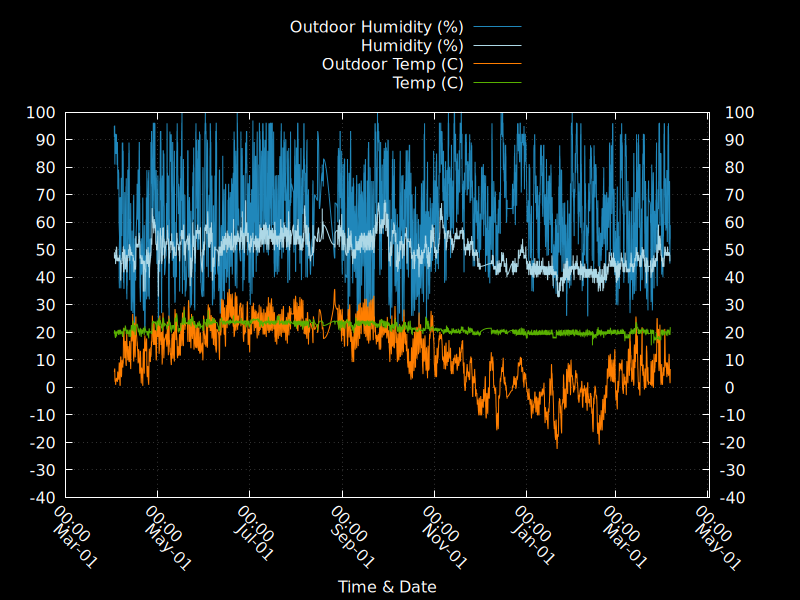 Outdoor Humidity (%)
Humidity (%)
Outdoor Temp (C)
Temp (C)
100 100
90 90
80 80
70 70
60 60
50 50
40 40
30 30
20 20
10 10
0 0
-10 -10
-20 -20
-30 -30
-40 -40
00:00 00:00 00:00 00:00 00:00 00:00 00:00 00:00
Mar-01 May-01 Jul-01 Sep-01 Nov-01 Jan-01 Mar-01 May-01
Time & Date